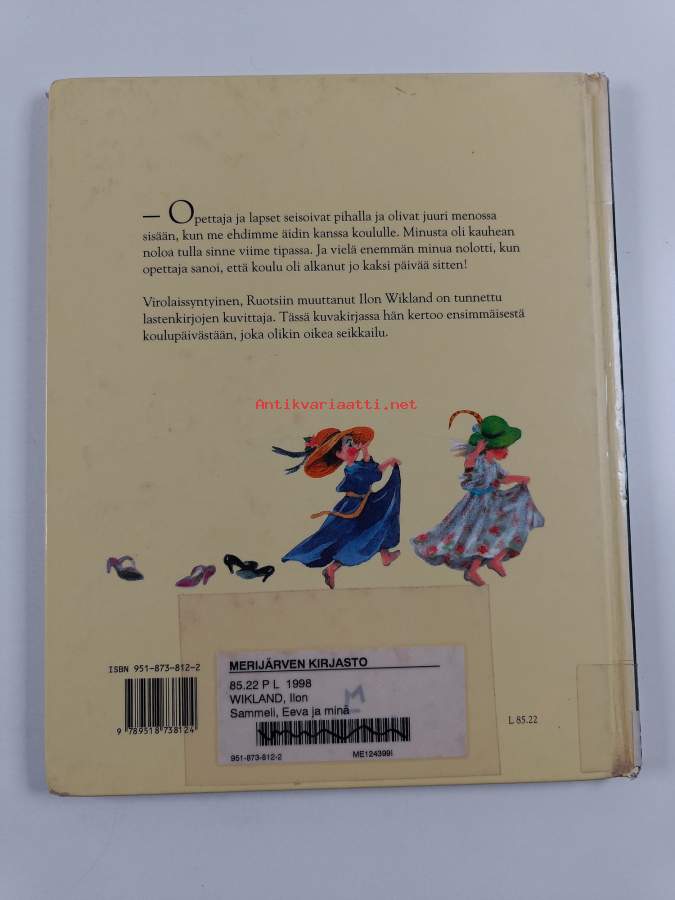 – Opettaja ja lapset seisoivat pihalla ja olivat juuri menossa
sisään, kun me ehdimme äidin kanssa koululle. Minusta oli kauhean
noloa tulla sinne viime tipassa. Ja vielä enemmän minua nolotti, kun
opettaja sanoi, että koulu oli alkanut jo kaksi päivää sitten!
Virolaissyntyinen, Ruotsiin muuttanut Ilon Wikland on tunnettu
lastenkirjojen kuvittaja. Tässä kuvakirjassa hän kertoo ensimmäisestä
koulupäivästään, joka olikin oikea seikkailu.
Antikvariaatti.net
ISBN 951-873-812-2
9 789518 738124
MERIJÄRVEN KIRJASTO
85.22 P L 1998
WIKLAND, Ilon
Sammeli, Eeva ja minä
M
951-873-812-2 ME124399I
L 85.22